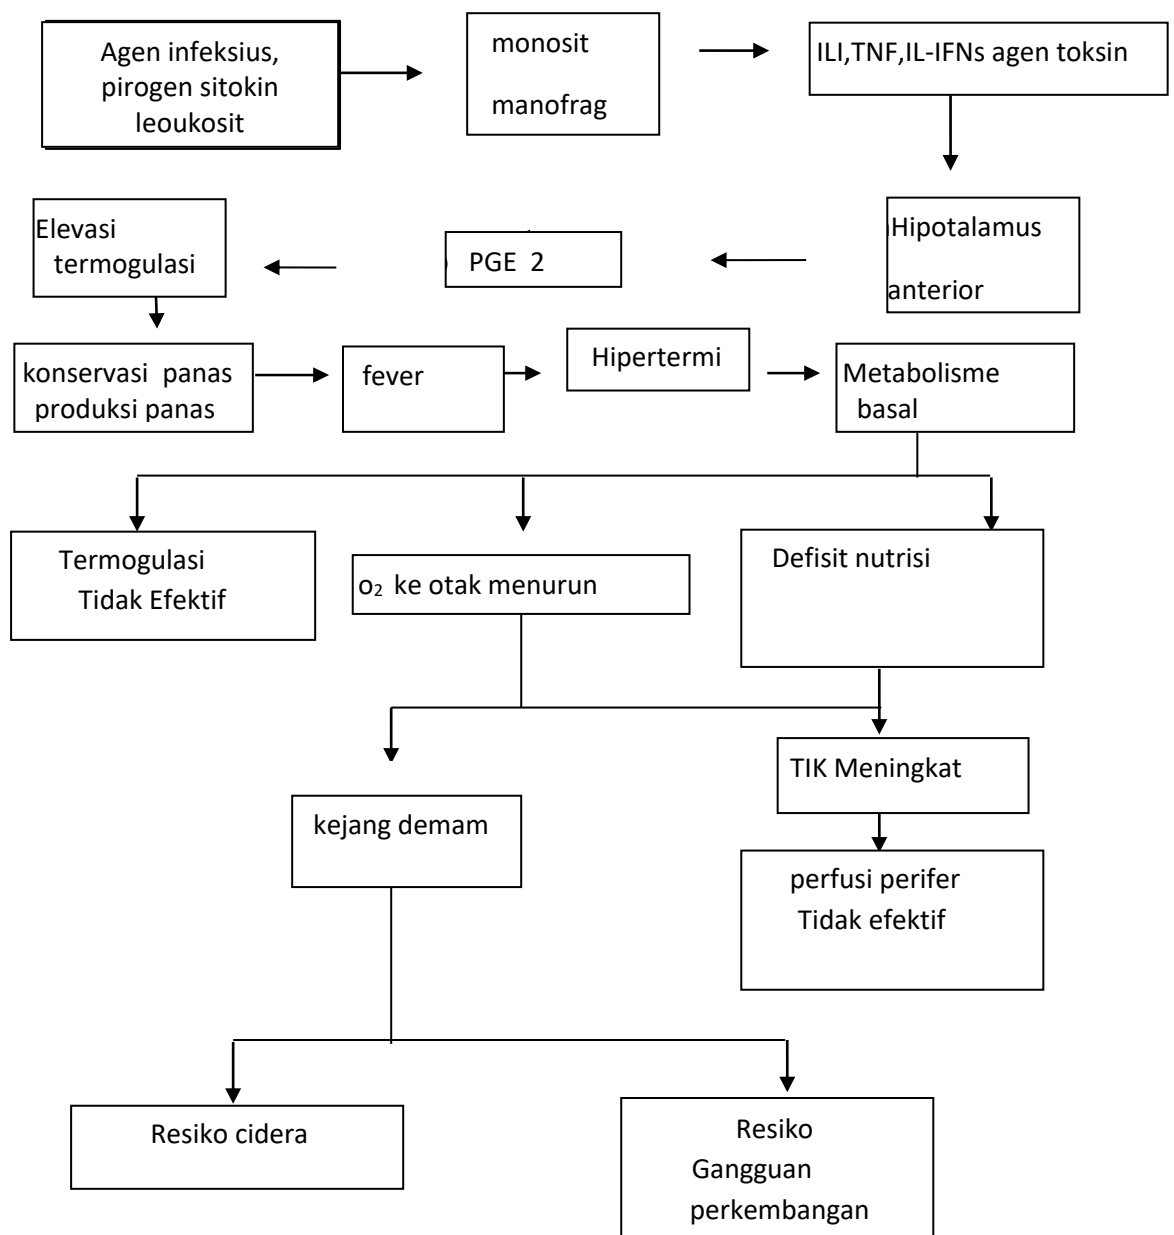 Agen infeksius,
pirogen sitokin
leoukosit
monosit
manofrag
ILI,TNF,IL-IFNs agen toksin
Hipotalamus
anterior
PGE 2
Elevasi
termogulasi
konservasi panas
produksi panas
fever
Hipertermi
Metabolisme
basal
Termogulasi
Tidak Efektif
o₂ ke otak menurun
Defisit nutrisi
TIK Meningkat
kejang demam
perfusi perifer
Tidak efektif
Resiko cidera
Resiko
Gangguan
perkembangan